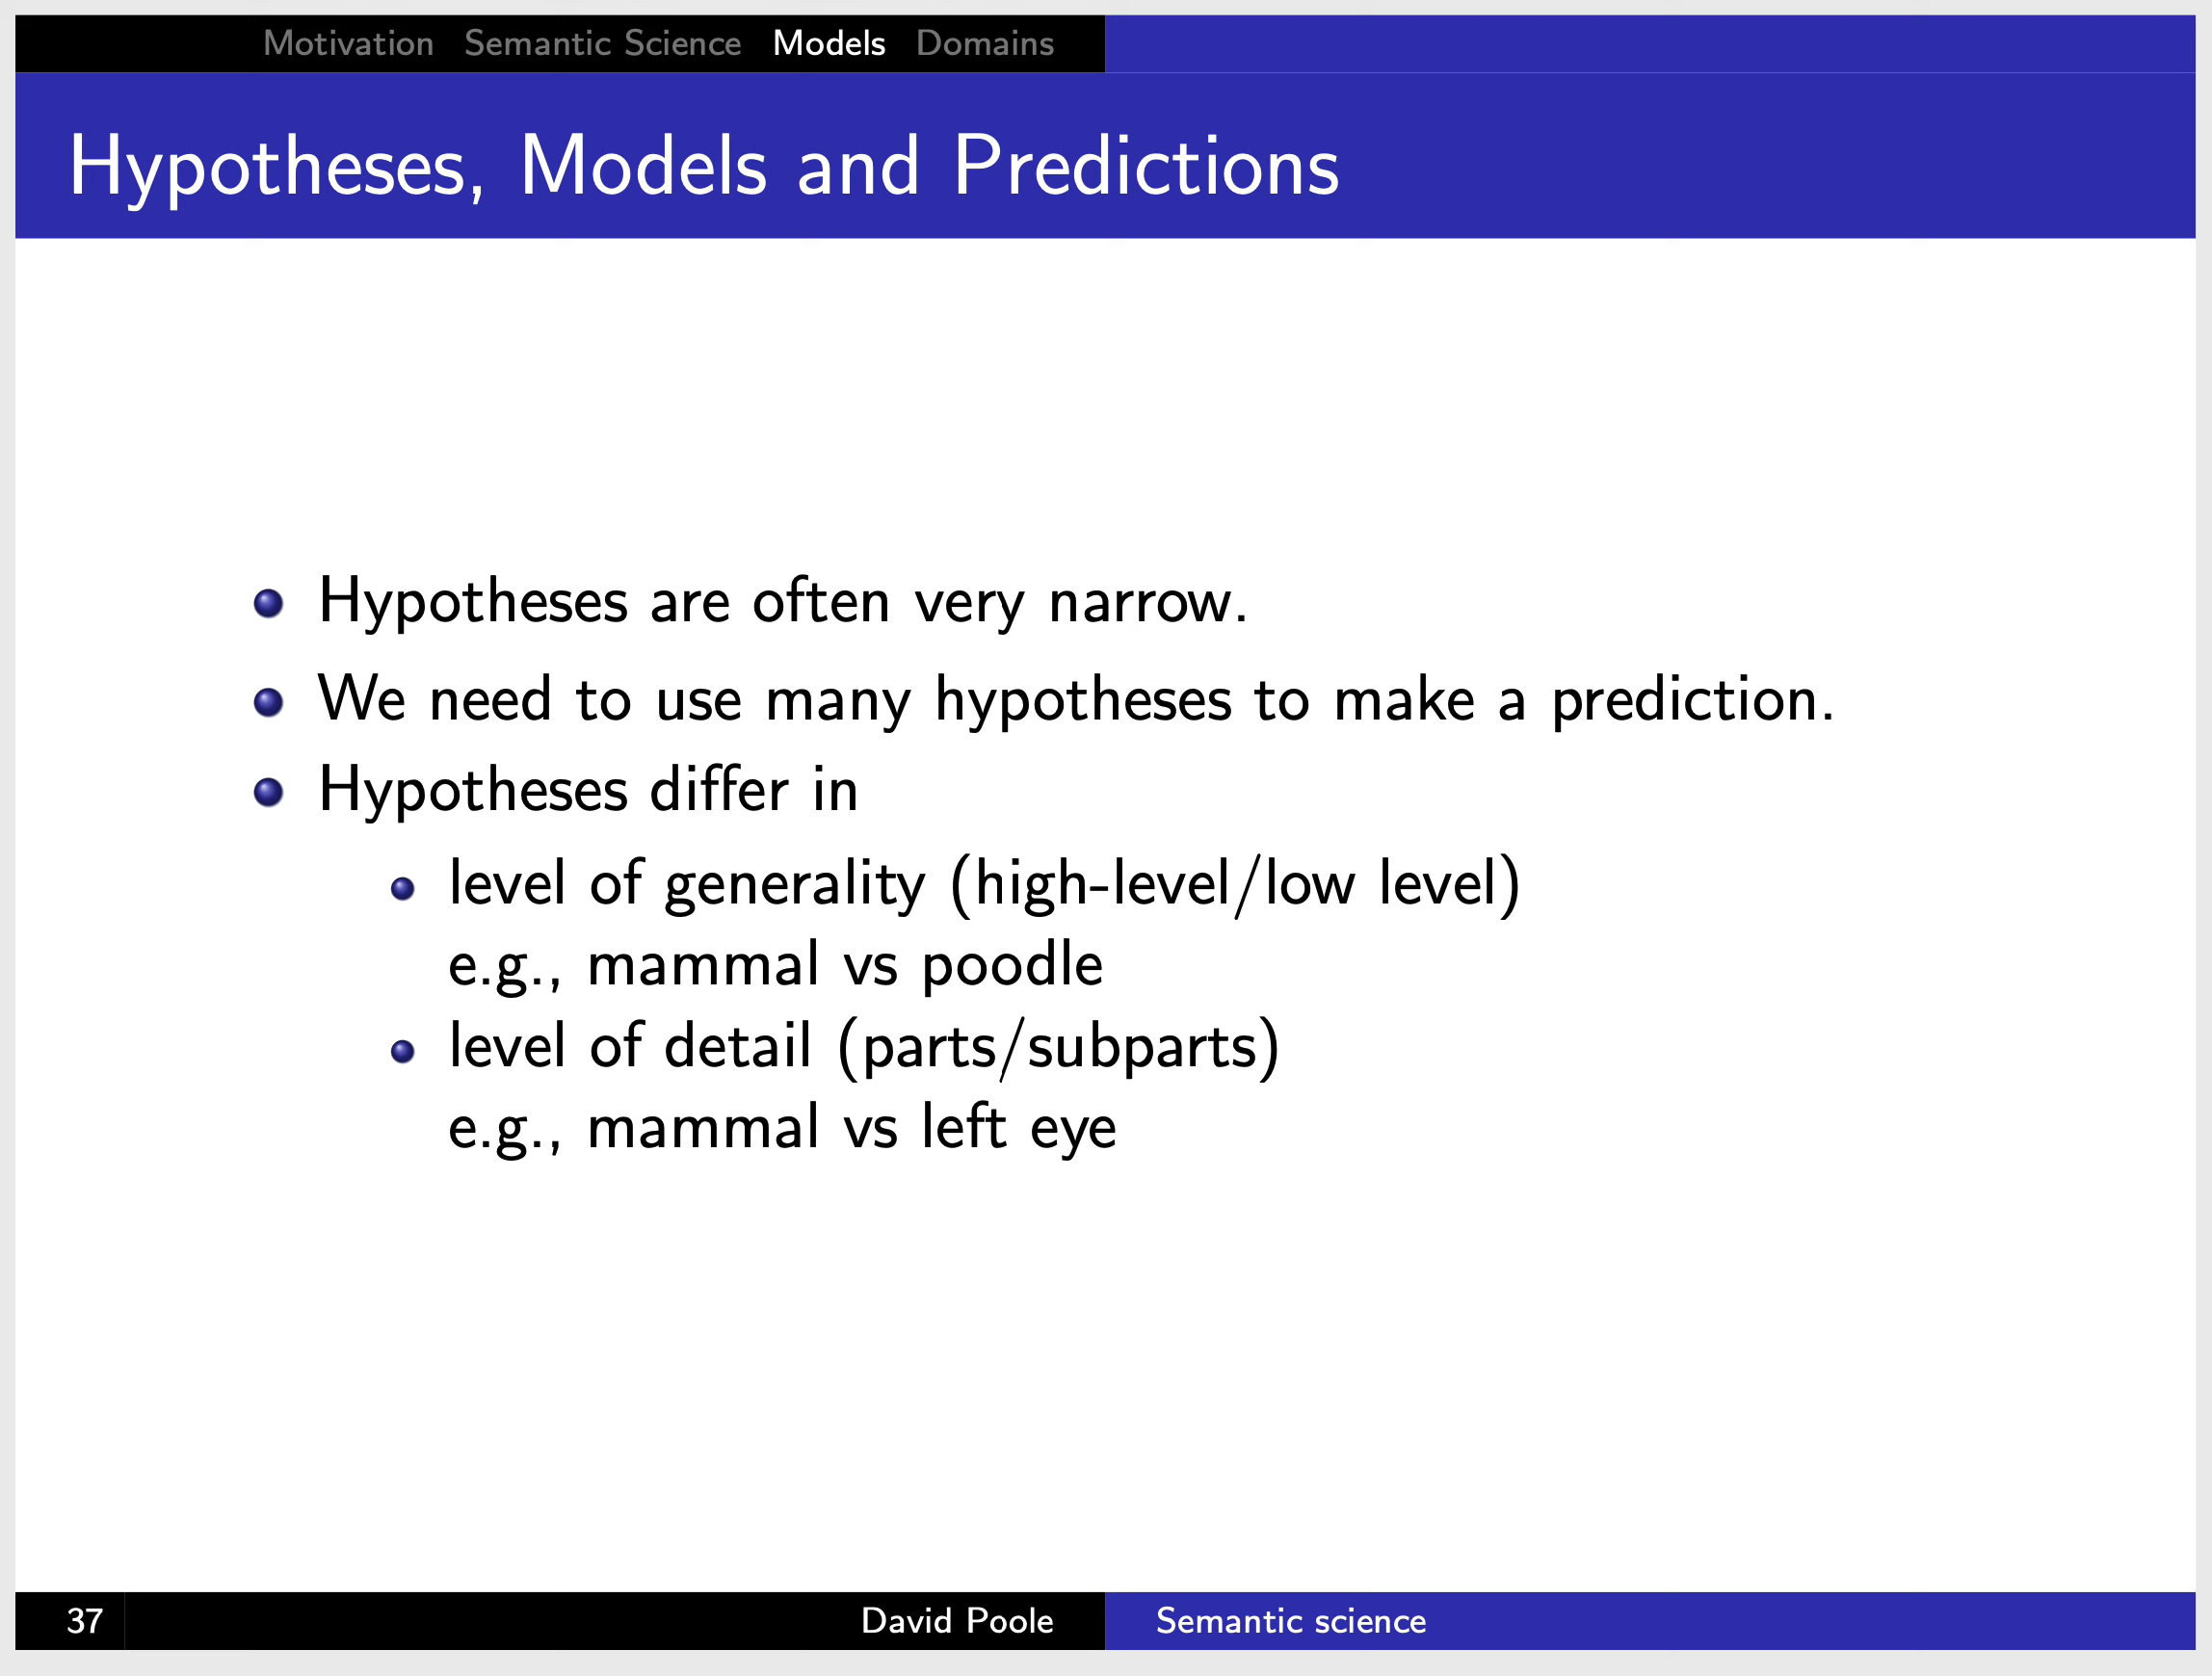 Motivation Semantic Science Models Domains
Hypotheses, Models and Predictions
Hypotheses are often very narrow.
We need to use many hypotheses to make a prediction.
Hypotheses differ in
level of generality (high-level/low level)
e.g., mammal vs poodle
level of detail (parts/subparts)
e.g., mammal vs left eye
37 David Poole Semantic science